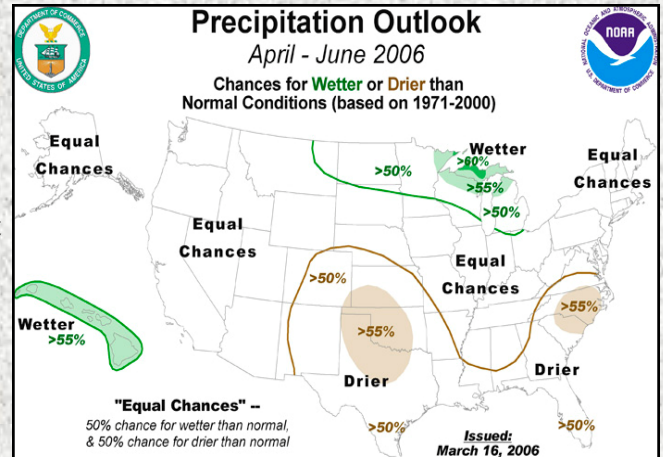 Precipitation Outlook
April - June 2006
Chances for Wetter or Drier than
Normal Conditions (based on 1971-2000)
DEPARTMENT OF COMMERCE
UNITED STATES OF AMERICA
NATIONAL OCEANIC AND ATMOSPHERIC ADMINISTRATION
NOAA
U.S. DEPARTMENT OF COMMERCE
Equal
Chances
Wetter
>60%
>50%
>55%
>50%
Equal
Chances
Equal
Chances
Equal
Chances
>50%
>55%
>55%
Wetter
>55%
Drier
Drier
"Equal Chances" --
50% chance for wetter than normal,
& 50% chance for drier than normal
>50%
>50%
Issued:
March 16, 2006